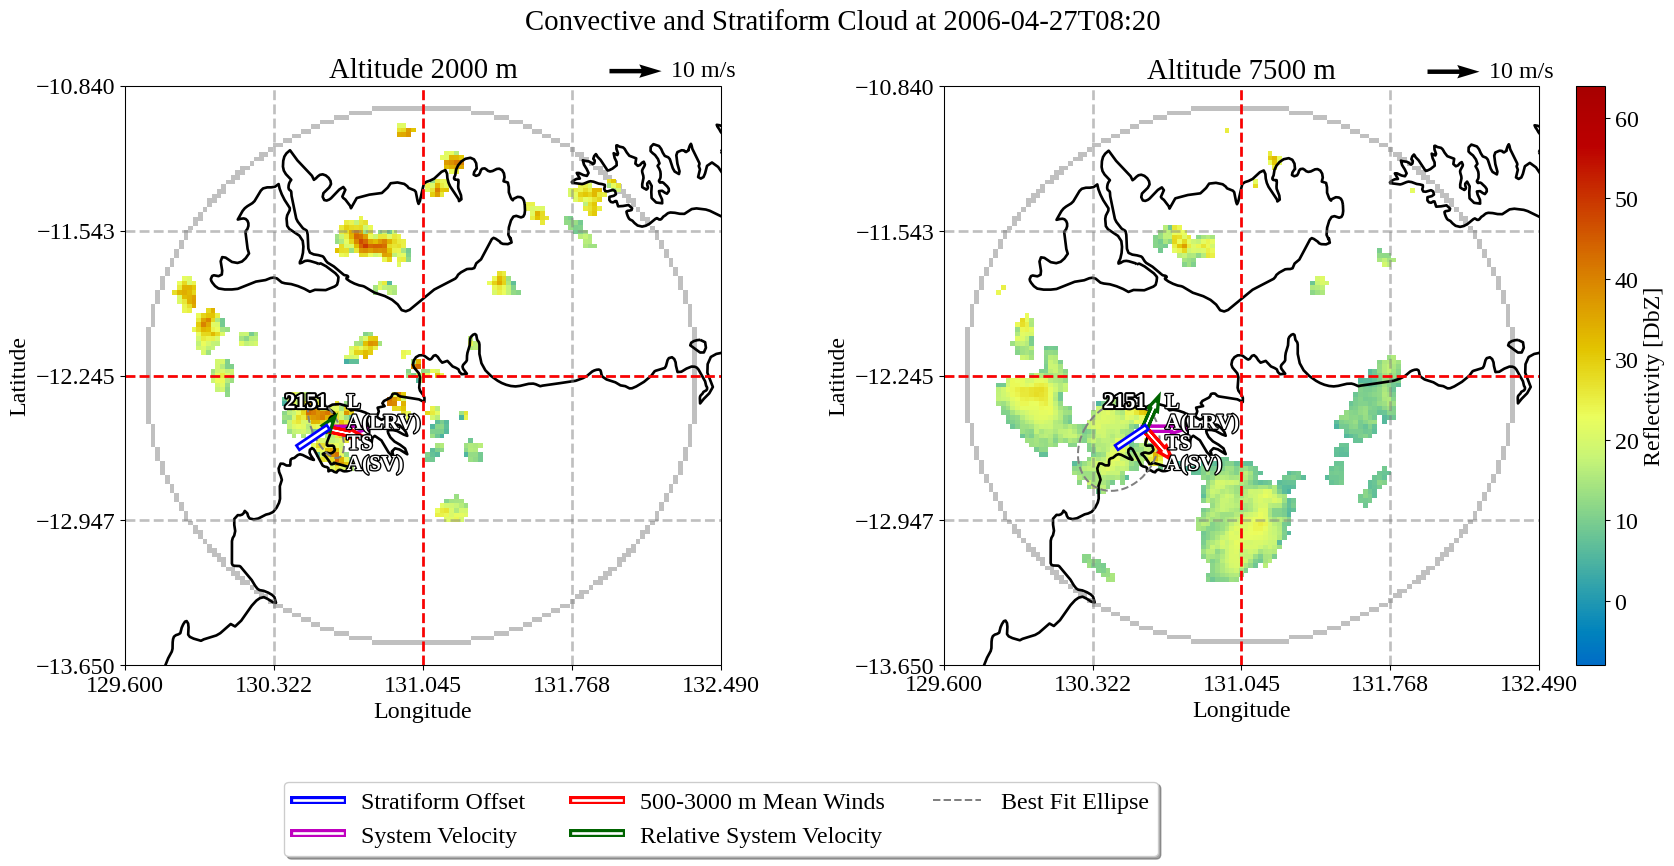 Convective and Stratiform Cloud at 2006-04-27T08:20
Altitude 2000 m
10 m/s
−10.840
−11.543
−12.245
−12.947
−13.650
Latitude
129.600
130.322
131.045
131.768
132.490
Longitude
2151
L
A(LRV)
TS
A(SV)
Altitude 7500 m
10 m/s
−10.840
−11.543
−12.245
−12.947
−13.650
Latitude
129.600
130.322
131.045
131.768
132.490
Longitude
2151
L
A(LRV)
TS
A(SV)
60
50
40
30
20
10
0
Reflectivity [DbZ]
Stratiform Offset
System Velocity
500-3000 m Mean Winds
Relative System Velocity
Best Fit Ellipse